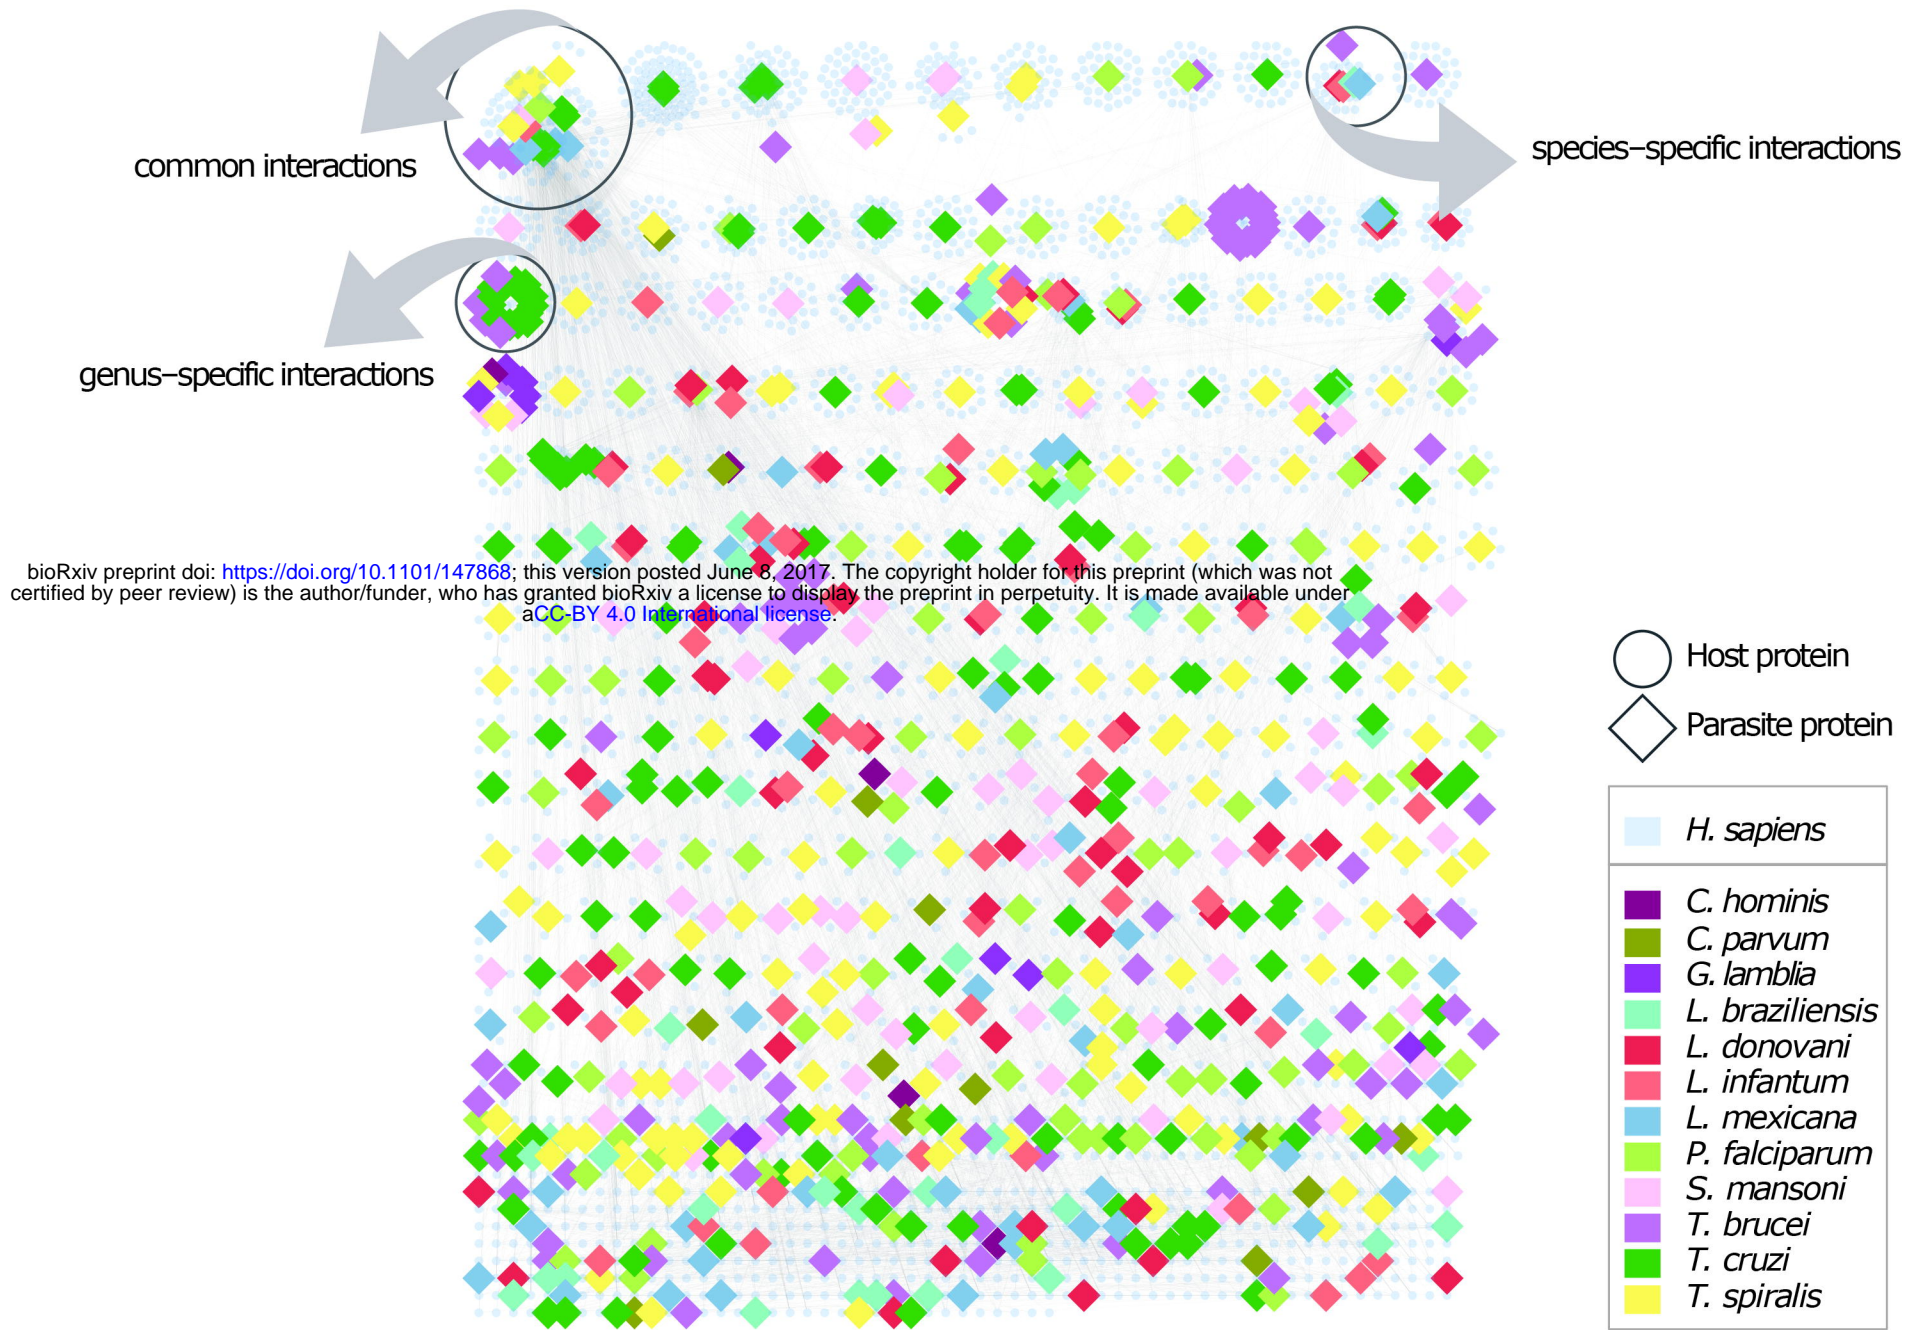 common interactions
species–specific interactions
genus–specific interactions
bioRxiv preprint doi: https://doi.org/10.1101/147868; this version posted June 8, 2017. The copyright holder for this preprint (which was not
certified by peer review) is the author/funder, who has granted bioRxiv a license to display the preprint in perpetuity. It is made available under
aCC-BY 4.0 International license.
Host protein
Parasite protein
H. sapiens
C. hominis
C. parvum
G. lamblia
L. braziliensis
L. donovani
L. infantum
L. mexicana
P. falciparum
S. mansoni
T. brucei
T. cruzi
T. spiralis